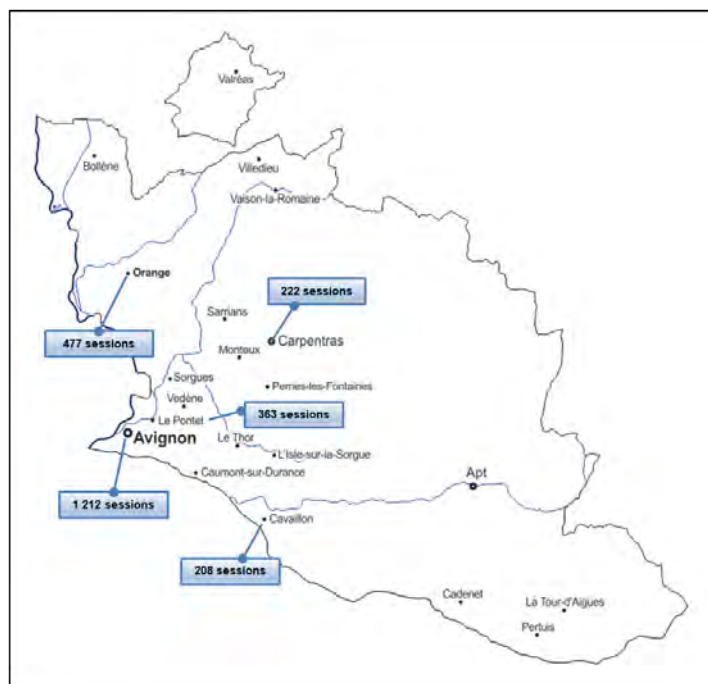 Valréas
Bollène
Villedieu
Vaison-la-Romaine
Orange
222 sessions
Sarrians
477 sessions
Carpentras
Monteux
Sorgues
Pernes-les-Fontaines
Vedène
363 sessions
Le Pontet
Avignon
Le Thor
L'Isle-sur-la-Sorgue
Caumont-sur-Durance
Apt
1 212 sessions
Cavaillon
208 sessions
Cadenet
La Tour-d'Aigues
Pertuis